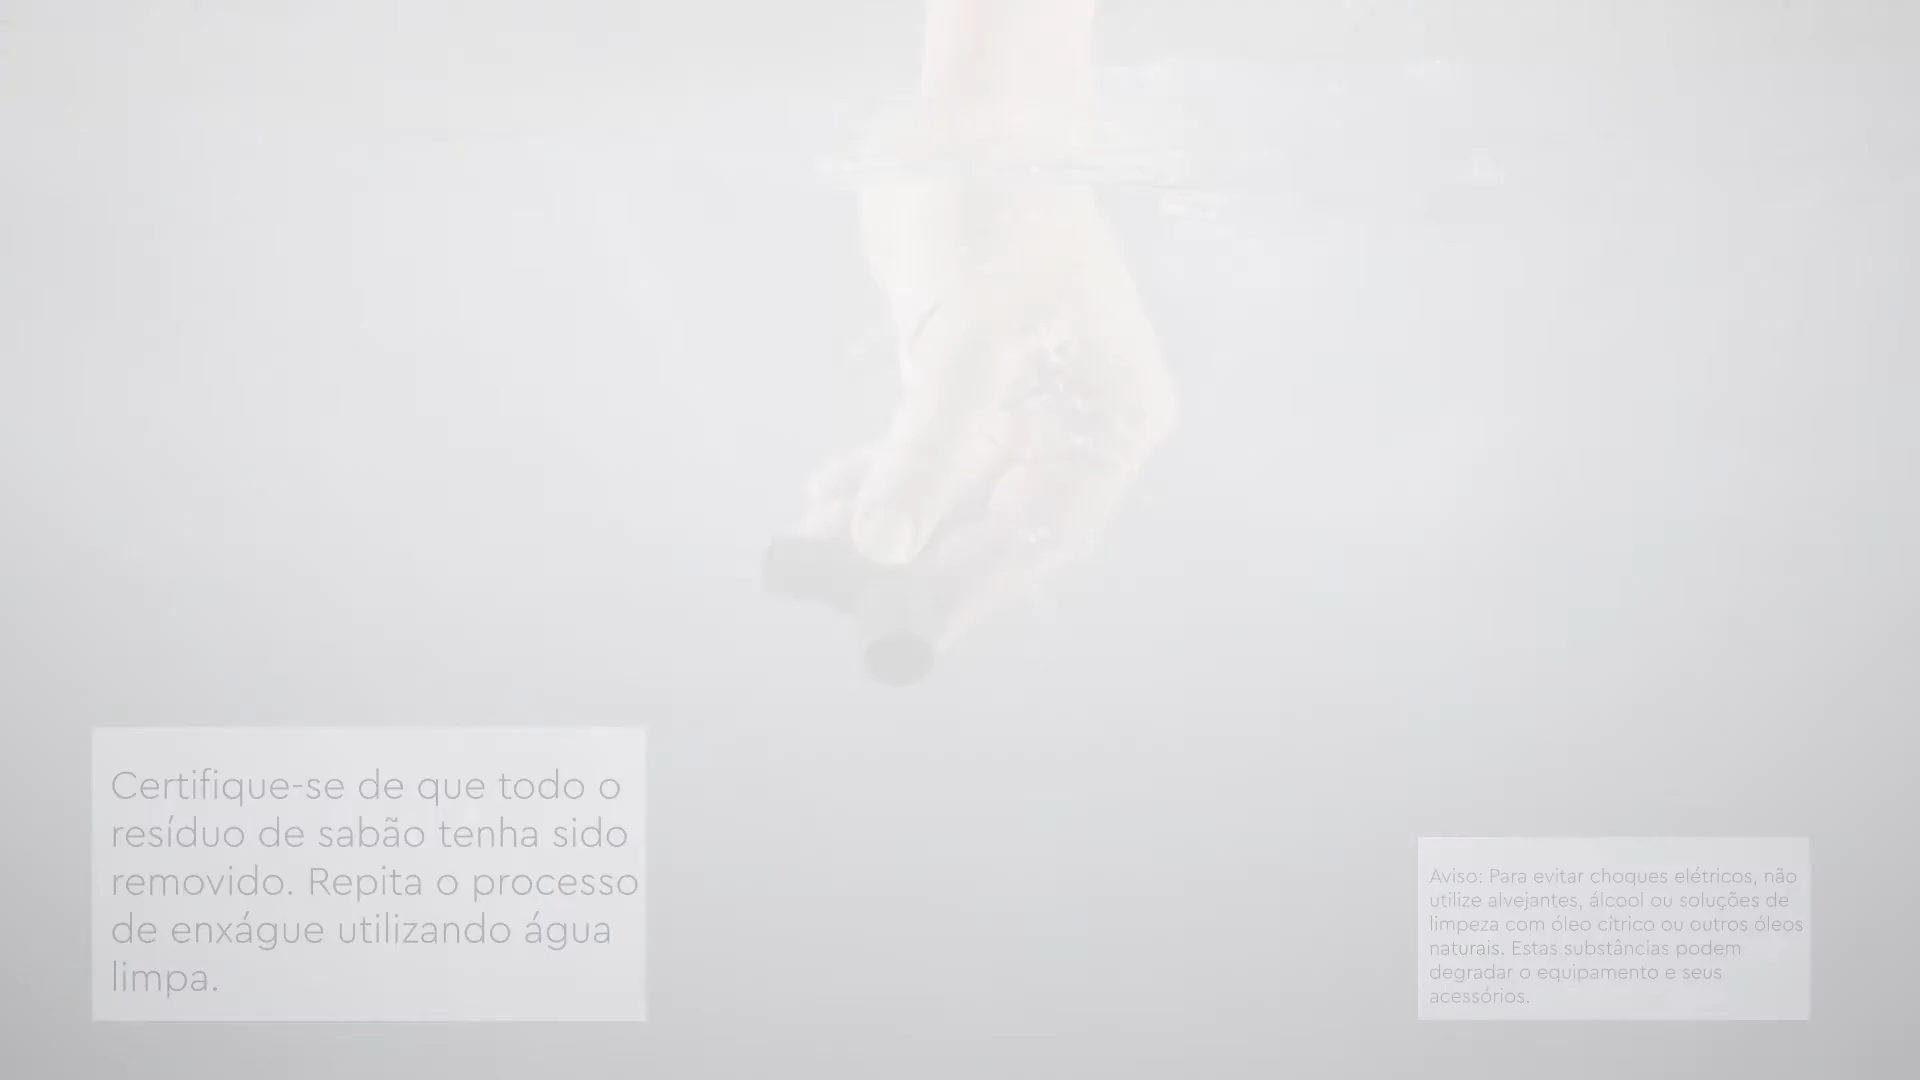 Certifique-se de que todo o
resíduo de sabão tenha sido
removido. Repita o processo
de enxágue utilizando água
limpa.
Aviso: Para evitar choques elétricos, não
utilize alvejantes, álcool ou soluções de
limpeza com óleo cítrico ou outros óleos
naturais. Estas substâncias podem
degradar o equipamento e seus
acessórios.